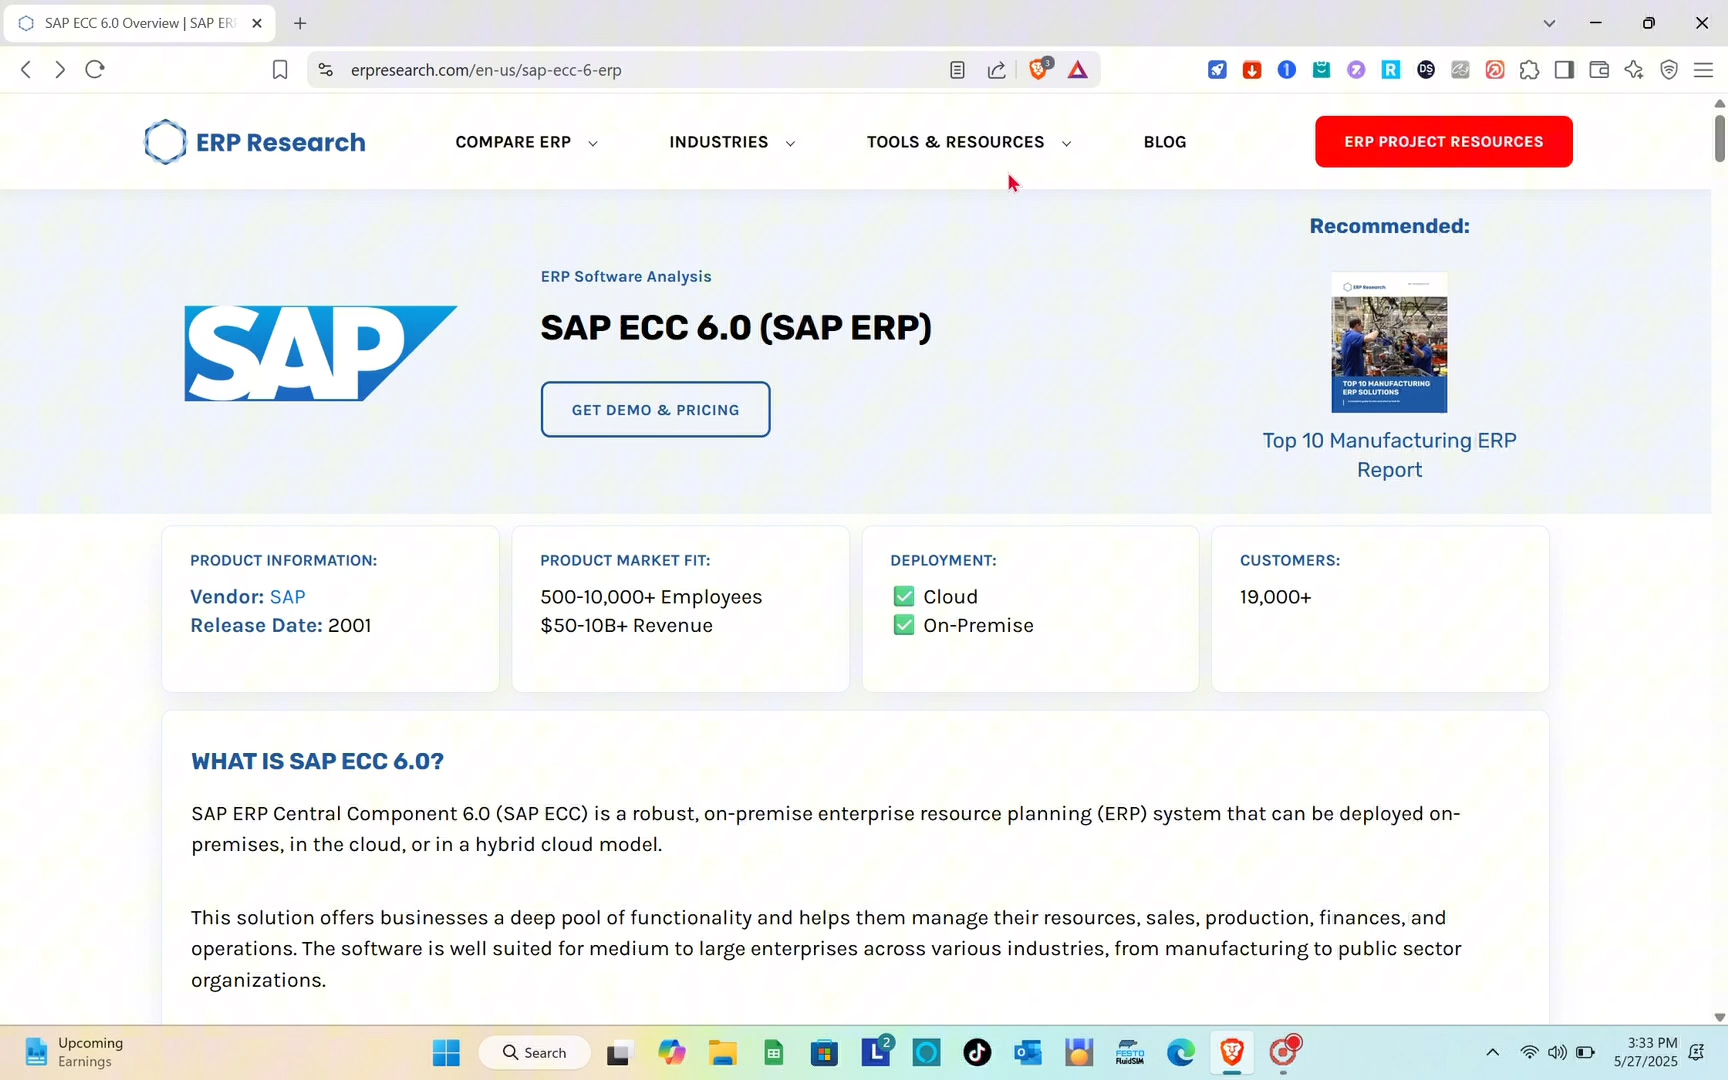 SAP ECC 6.0 Overview | SAP ER
erpresearch.com/en-us/sap-ecc-6-erp
3
ERP Research
COMPARE ERP
INDUSTRIES
TOOLS & RESOURCES
BLOG
ERP PROJECT RESOURCES
SAP
ERP Software Analysis
SAP ECC 6.0 (SAP ERP)
GET DEMO & PRICING
Recommended:
ERP Research
TOP 10 MANUFACTURING
ERP SOLUTIONS
Top 10 Manufacturing ERP
Report
PRODUCT INFORMATION:
Vendor: SAP
Release Date: 2001
PRODUCT MARKET FIT:
500-10,000+ Employees
$50-10B+ Revenue
DEPLOYMENT:
✅ Cloud
✅ On-Premise
CUSTOMERS:
19,000+
WHAT IS SAP ECC 6.0?
SAP ERP Central Component 6.0 (SAP ECC) is a robust, on-premise enterprise resource planning (ERP) system that can be deployed on-
premises, in the cloud, or in a hybrid cloud model.
This solution offers businesses a deep pool of functionality and helps them manage their resources, sales, production, finances, and
operations. The software is well suited for medium to large enterprises across various industries, from manufacturing to public sector
organizations.
Upcoming
Earnings
Search
2
FESTO
FluidSIM
3:33 PM
5/27/2025